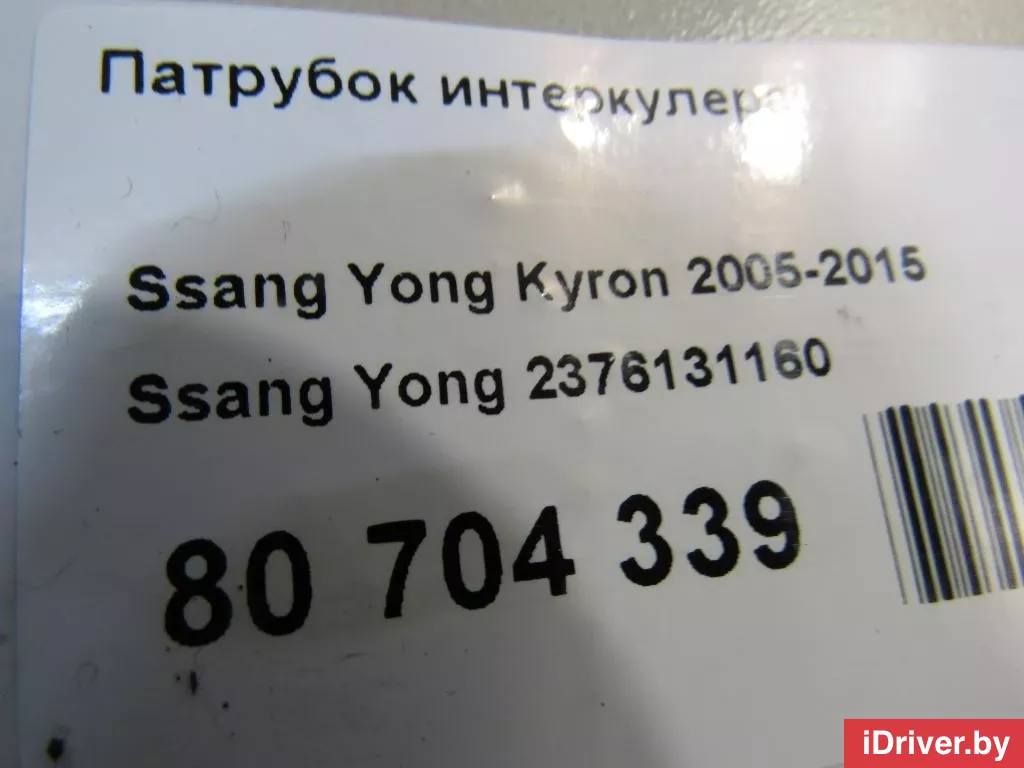 Патрубок интеркулера
Ssang Yong Kyron 2005-2015
Ssang Yong 2376131160
80 704 339
iDriver.by